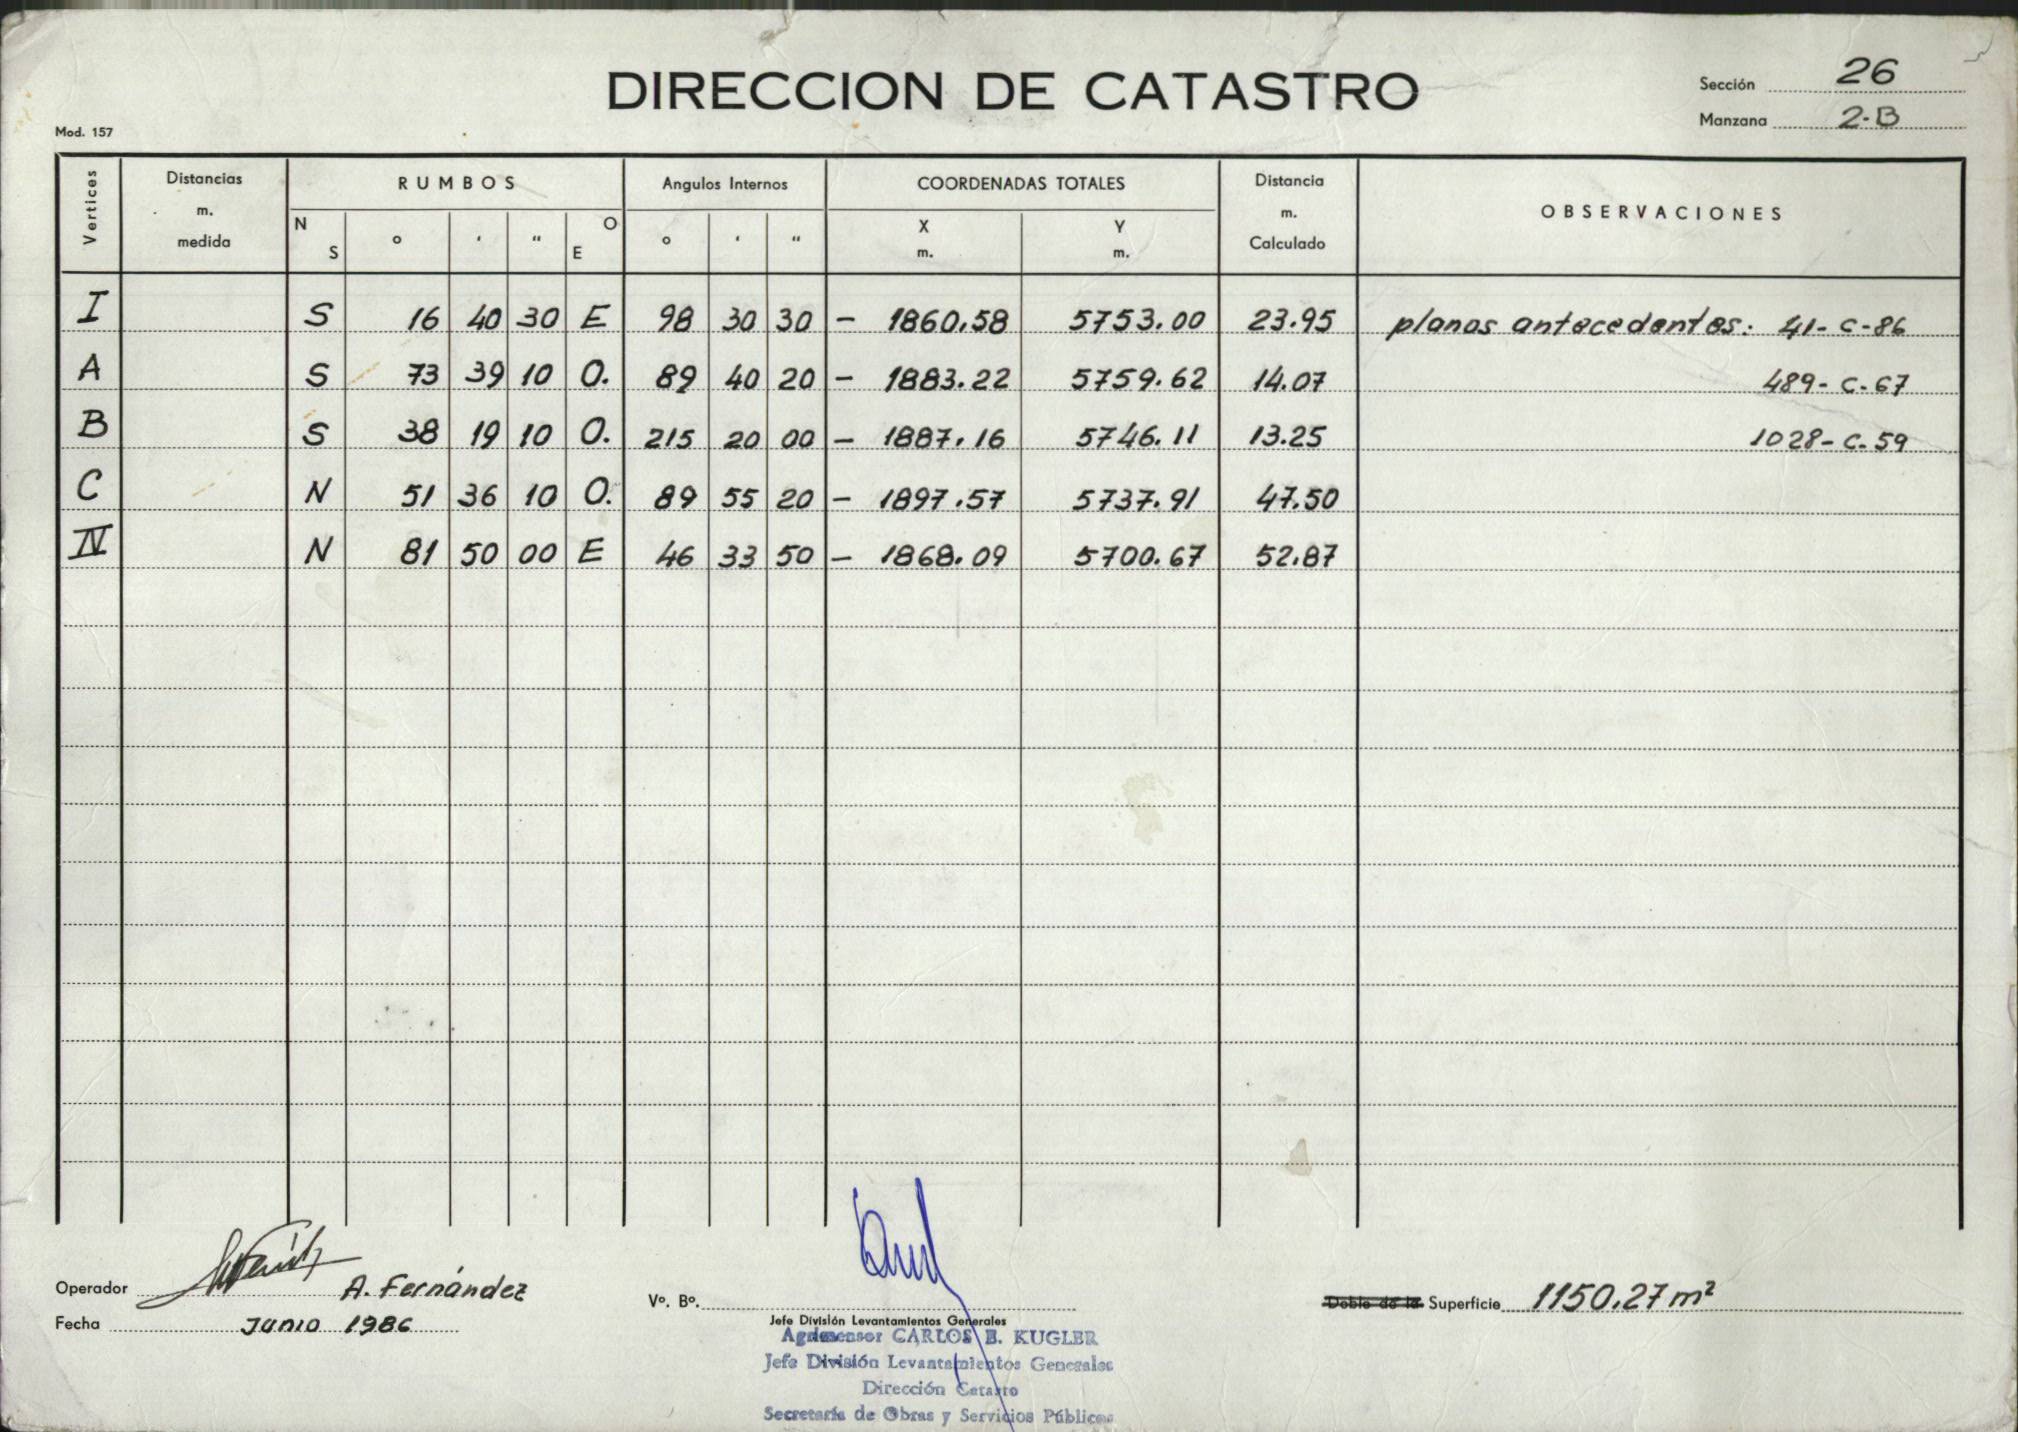 DIRECCION DE CATASTRO
Sección 26
Manzana 2-B
Mod. 157
Vertices
Distancias m. medida
RUMBOS
N S ° ' " O E
Angulos Internos
° ' "
COORDENADAS TOTALES
X m. Y m.
Distancia m. Calculado
OBSERVACIONES
I S 16 40 30 E 98 30 30 - 1860.58 5753.00 23.95 planos antecedentes: 41-C-86
A S 73 39 10 O. 89 40 20 - 1883.22 5759.62 14.07 489-C-67
B S 38 19 10 O. 215 20 00 - 1887.16 5746.11 13.25 1028-C-59
C N 51 36 10 O. 89 55 20 - 1897.57 5737.91 47.50
IV N 81 50 00 E 46 33 50 - 1868.09 5700.67 52.87
Operador A. Fernández
Fecha JUNIO 1986
Vº. Bº.
Jefe División Levantamientos Generales
Agrimensor CARLOS E. KUGLER
Jefe División Levantamientos Generales
Dirección Catasto
Secretaría de Obras y Servicios Públicos
Doble de la Superficie 1150.27 m²